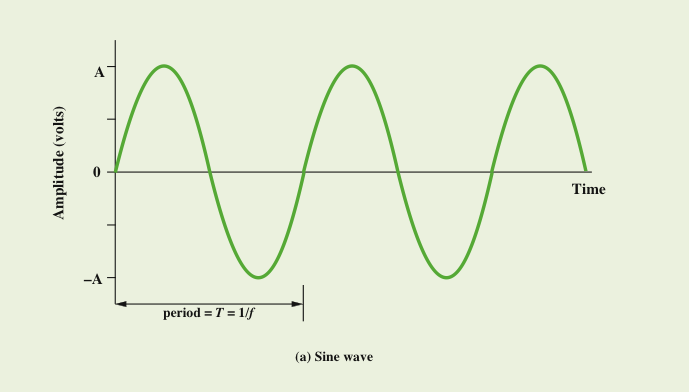 A
Amplitude (volts)
0
Time
–A
period = T = 1/f
(a) Sine wave